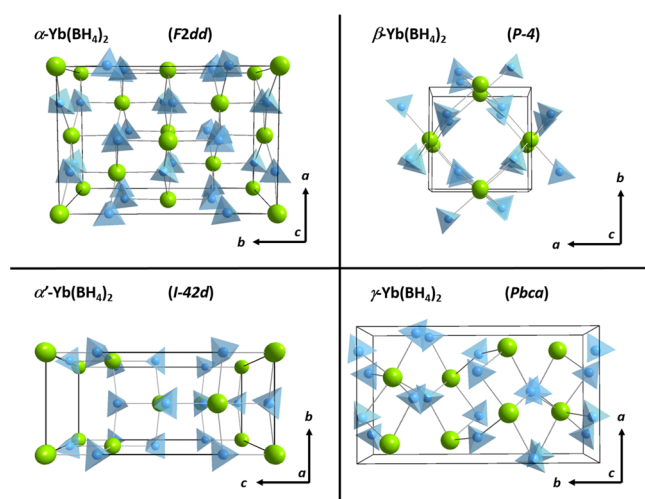 α-Yb(BH₄)₂ (F2dd)
a
b c
β-Yb(BH₄)₂ (P-4)
b
a c
α′-Yb(BH₄)₂ (I-42d)
b
c a
γ-Yb(BH₄)₂ (Pbca)
a
b c